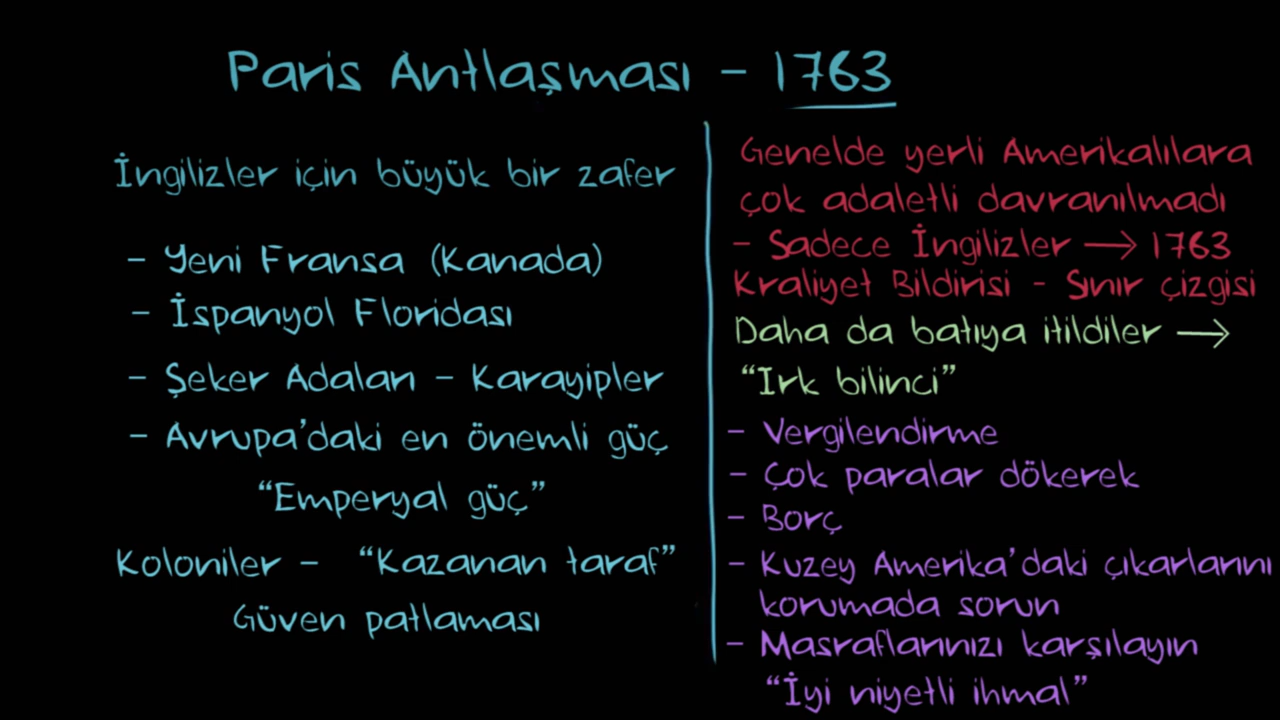 Paris Antlaşması - 1763
İngilizler için büyük bir zafer
- Yeni Fransa (Kanada)
- İspanyol Floridası
- Şeker Adaları - Karayipler
- Avrupa'daki en önemli güç
"Emperyal güç"
Koloniler - "Kazanan taraf"
Güven patlaması
Genelde yerli Amerikalılara
çok adaletli davranılmadı
- Sadece İngilizler → 1763
Kraliyet Bildirisi - Sınır çizgisi
Daha da batıya itildiler →
"Irk bilinci"
- Vergilendirme
- Çok paralar dökerek
- Borç
- Kuzey Amerika'daki çıkarlarını
korumada sorun
- Masraflarınızı karşılayın
"İyi niyetli ihmal"